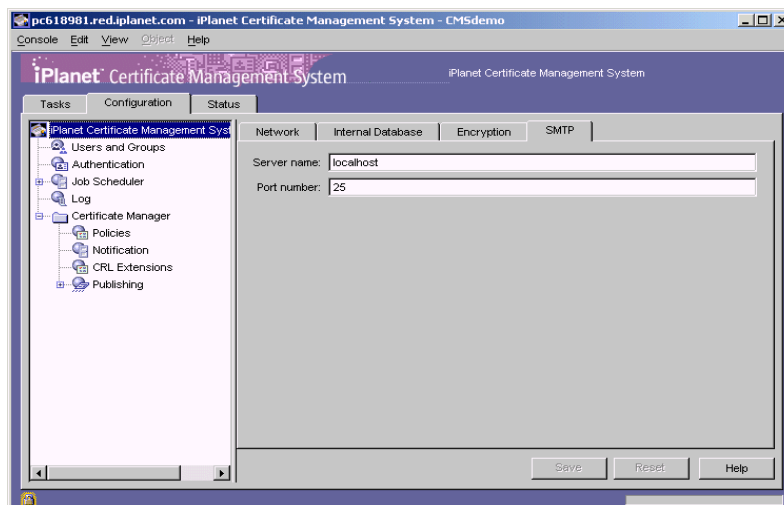 pc618981.red.iplanet.com - iPlanet Certificate Management System - CMSdemo
Console Edit View Object Help
iPlanet Certificate Management System
iPlanet Certificate Management System
Tasks Configuration Status
iPlanet Certificate Management Syst
Users and Groups
Authentication
Job Scheduler
Log
Certificate Manager
Policies
Notification
CRL Extensions
Publishing
Network Internal Database Encryption SMTP
Server name: localhost
Port number: 25
Save Reset Help